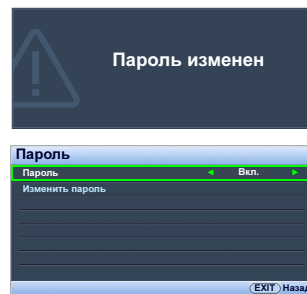 Пароль изменен
Пароль
Пароль ◄ Вкл. ►
Изменить пароль
EXIT Назад